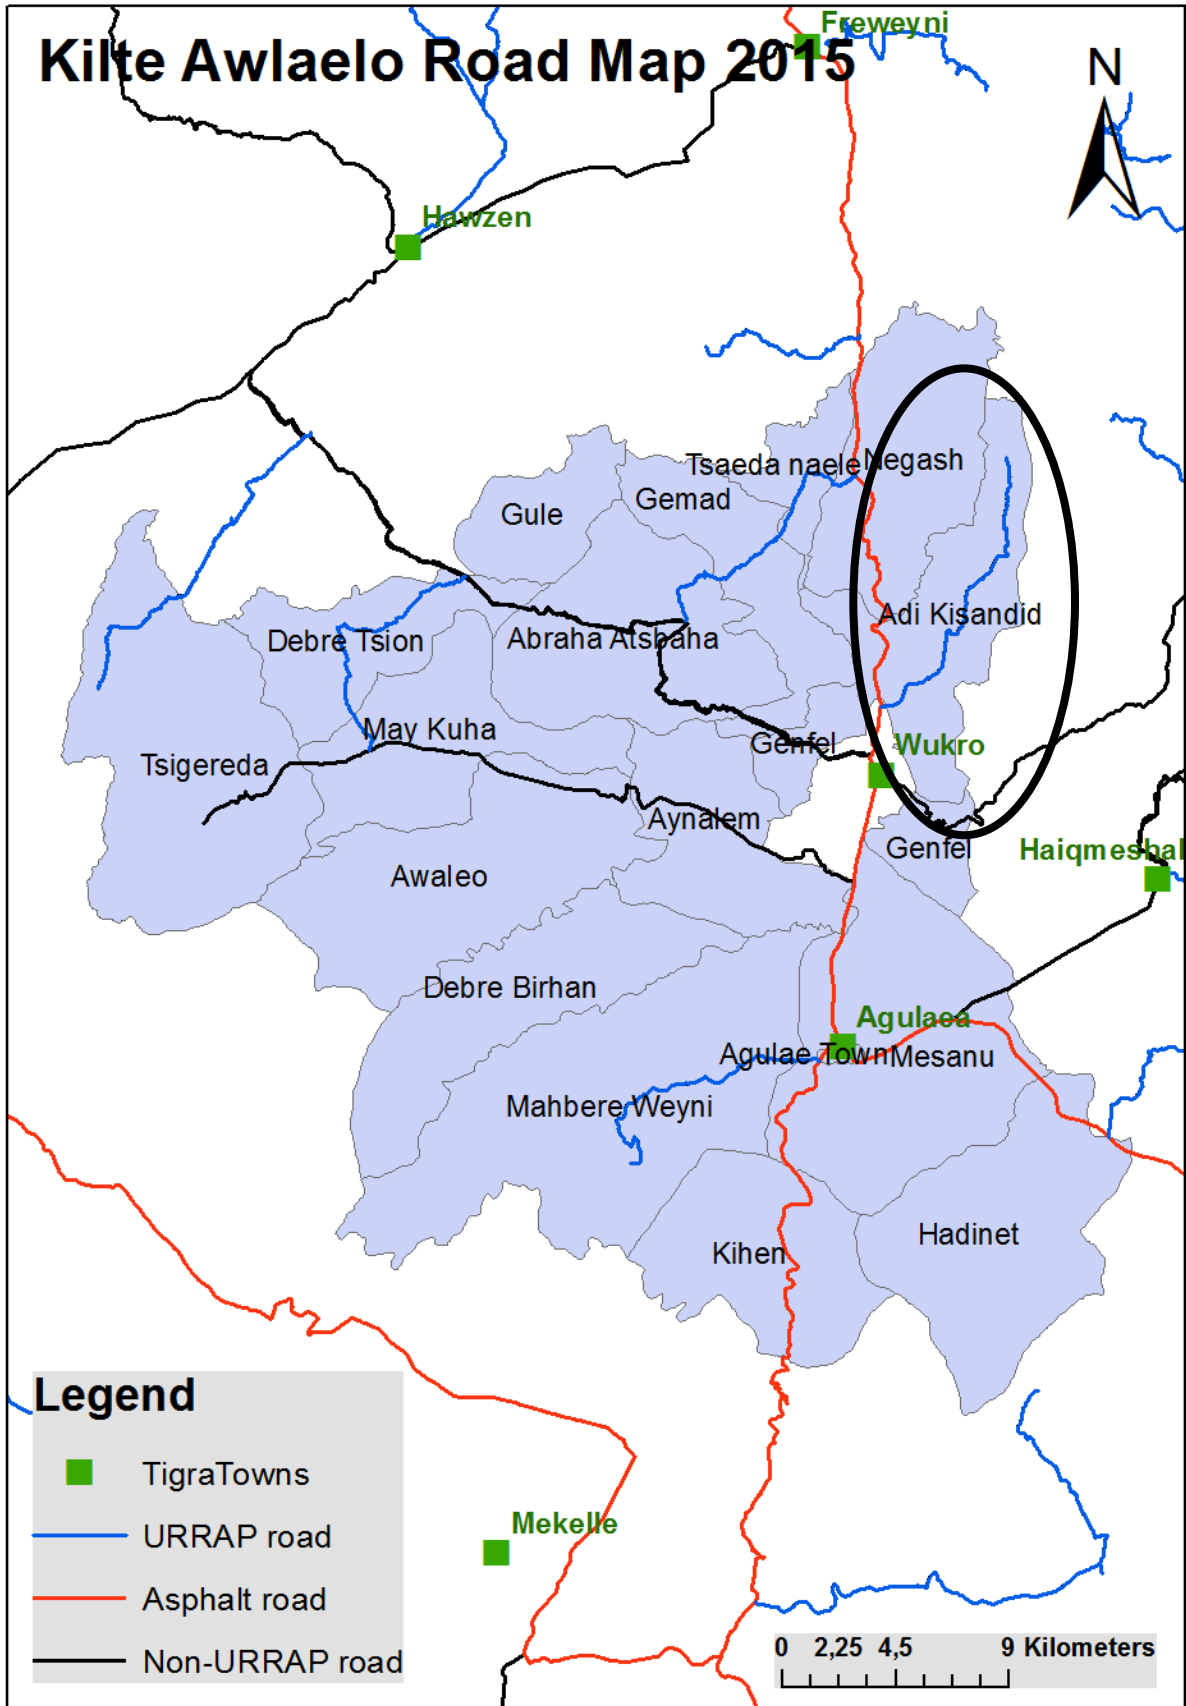 Freweyni
Kilte Awlaelo Road Map 2015
N
Hawzen
Tsaeda naele
Negash
Gemad
Gule
Adi Kisandid
Debre Tsion
Abraha Atsbaha
May Kuha
Genfel
Wukro
Tsigereda
Aynalem
Genfel
Haiqmeshal
Awaleo
Debre Birhan
Agulaea
Agulae Town
Mesanu
Mahbere Weyni
Hadinet
Kihen
Legend
TigraTowns
URRAP road
Asphalt road
Non-URRAP road
Mekelle
0 2,25 4,5 9 Kilometers